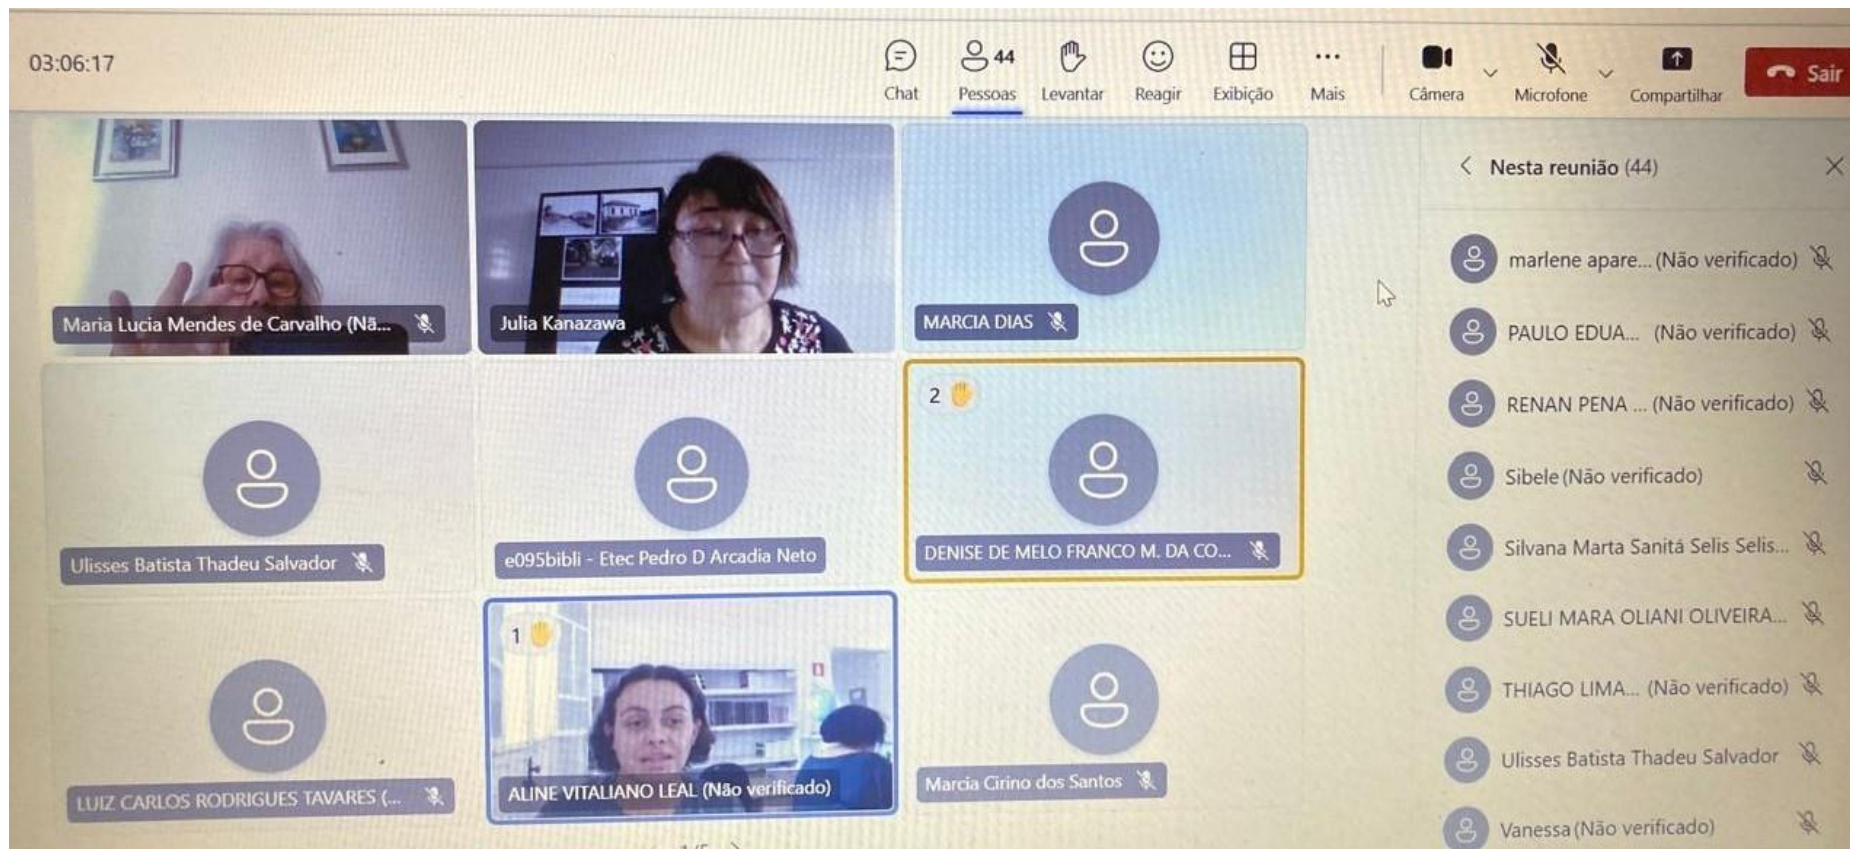 03:06:17
44
Chat
Pessoas
Levantar
Reagir
Exibição
Mais
Câmera
Microfone
Compartilhar
Sair
Maria Lucia Mendes de Carvalho (Nã...
Julia Kanazawa
MARCIA DIAS
Ulisses Batista Thadeu Salvador
e095bibli - Etec Pedro D Arcadia Neto
2
DENISE DE MELO FRANCO M. DA CO...
LUIZ CARLOS RODRIGUES TAVARES (...
1
ALINE VITALIANO LEAL (Não verificado)
Marcia Cirino dos Santos
Nesta reunião (44)
marlene apare... (Não verificado)
PAULO EDUA... (Não verificado)
RENAN PENA ... (Não verificado)
Sibele (Não verificado)
Silvana Marta Sanitá Selis Selis...
SUELI MARA OLIANI OLIVEIRA...
THIAGO LIMA... (Não verificado)
Ulisses Batista Thadeu Salvador
Vanessa (Não verificado)